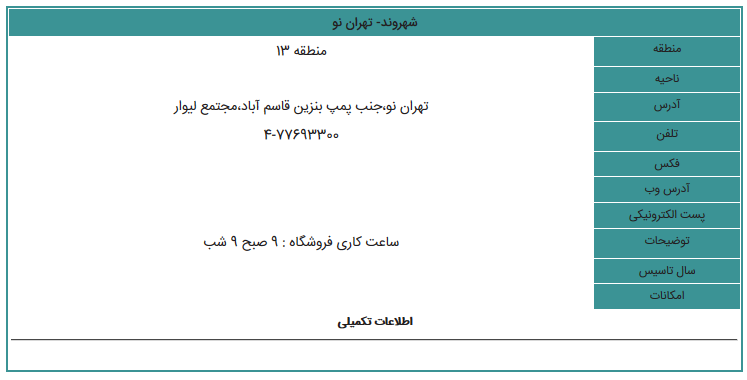 شهروند- تهران نو
منطقه منطقه ۱۳
ناحیه
آدرس تهران نو،جنب پمپ بنزین قاسم آباد،مجتمع لیوار
تلفن ۴-۷۷۶۹۳۳۰۰
فکس
آدرس وب
پست الکترونیکی
توضیحات ساعت کاری فروشگاه : ۹ صبح ۹ شب
سال تاسیس
امکانات
اطلاعات تکمیلی